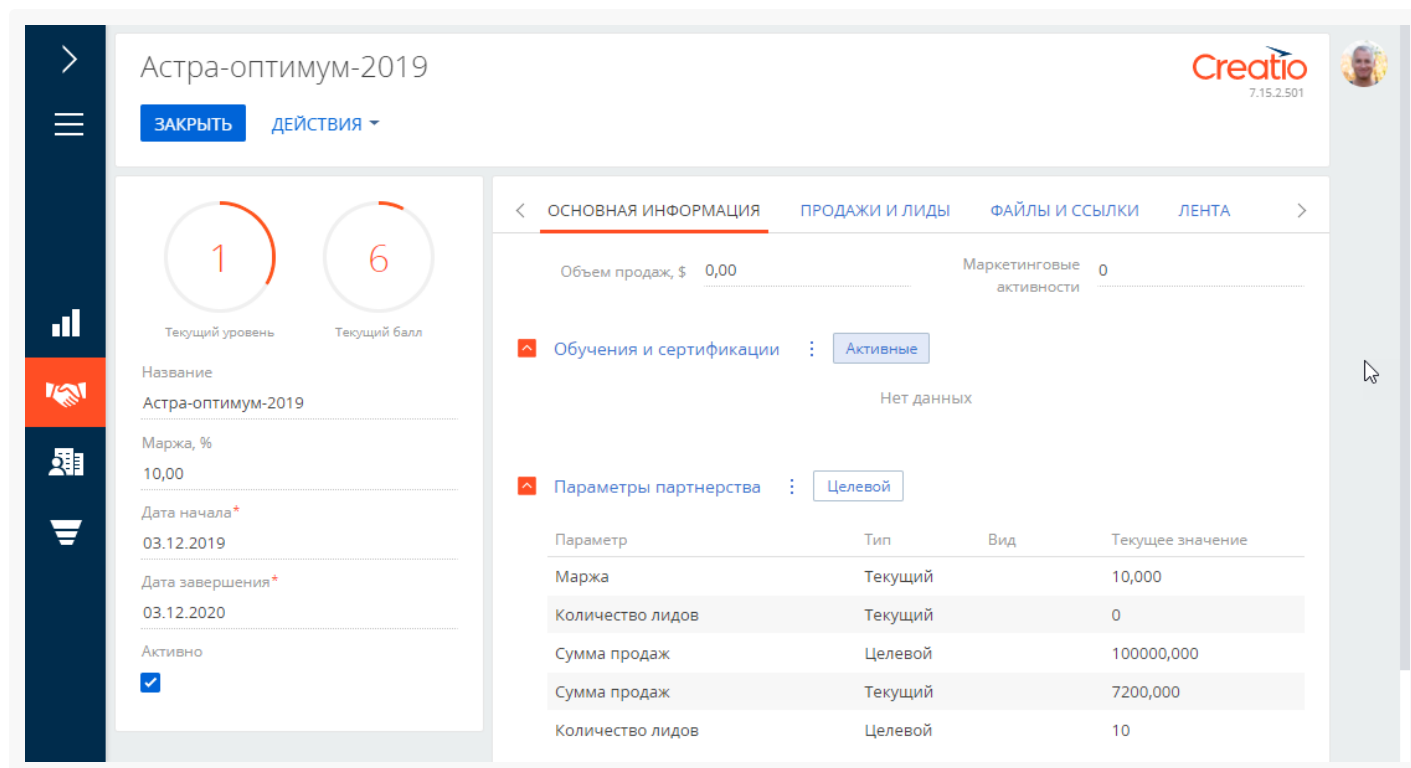 Астра-оптимум-2019
Creatio
7.15.2.501
ЗАКРЫТЬ ДЕЙСТВИЯ
1 6
Текущий уровень Текущий балл
Название
Астра-оптимум-2019
Маржа, %
10,00
Дата начала*
03.12.2019
Дата завершения*
03.12.2020
Активно
ОСНОВНАЯ ИНФОРМАЦИЯ ПРОДАЖИ И ЛИДЫ ФАЙЛЫ И ССЫЛКИ ЛЕНТА
Объем продаж, $ 0,00 Маркетинговые 0
активности
Обучения и сертификации Активные
Нет данных
Параметры партнерства Целевой
Параметр Тип Вид Текущее значение
Маржа Текущий 10,000
Количество лидов Текущий 0
Сумма продаж Целевой 100000,000
Сумма продаж Текущий 7200,000
Количество лидов Целевой 10